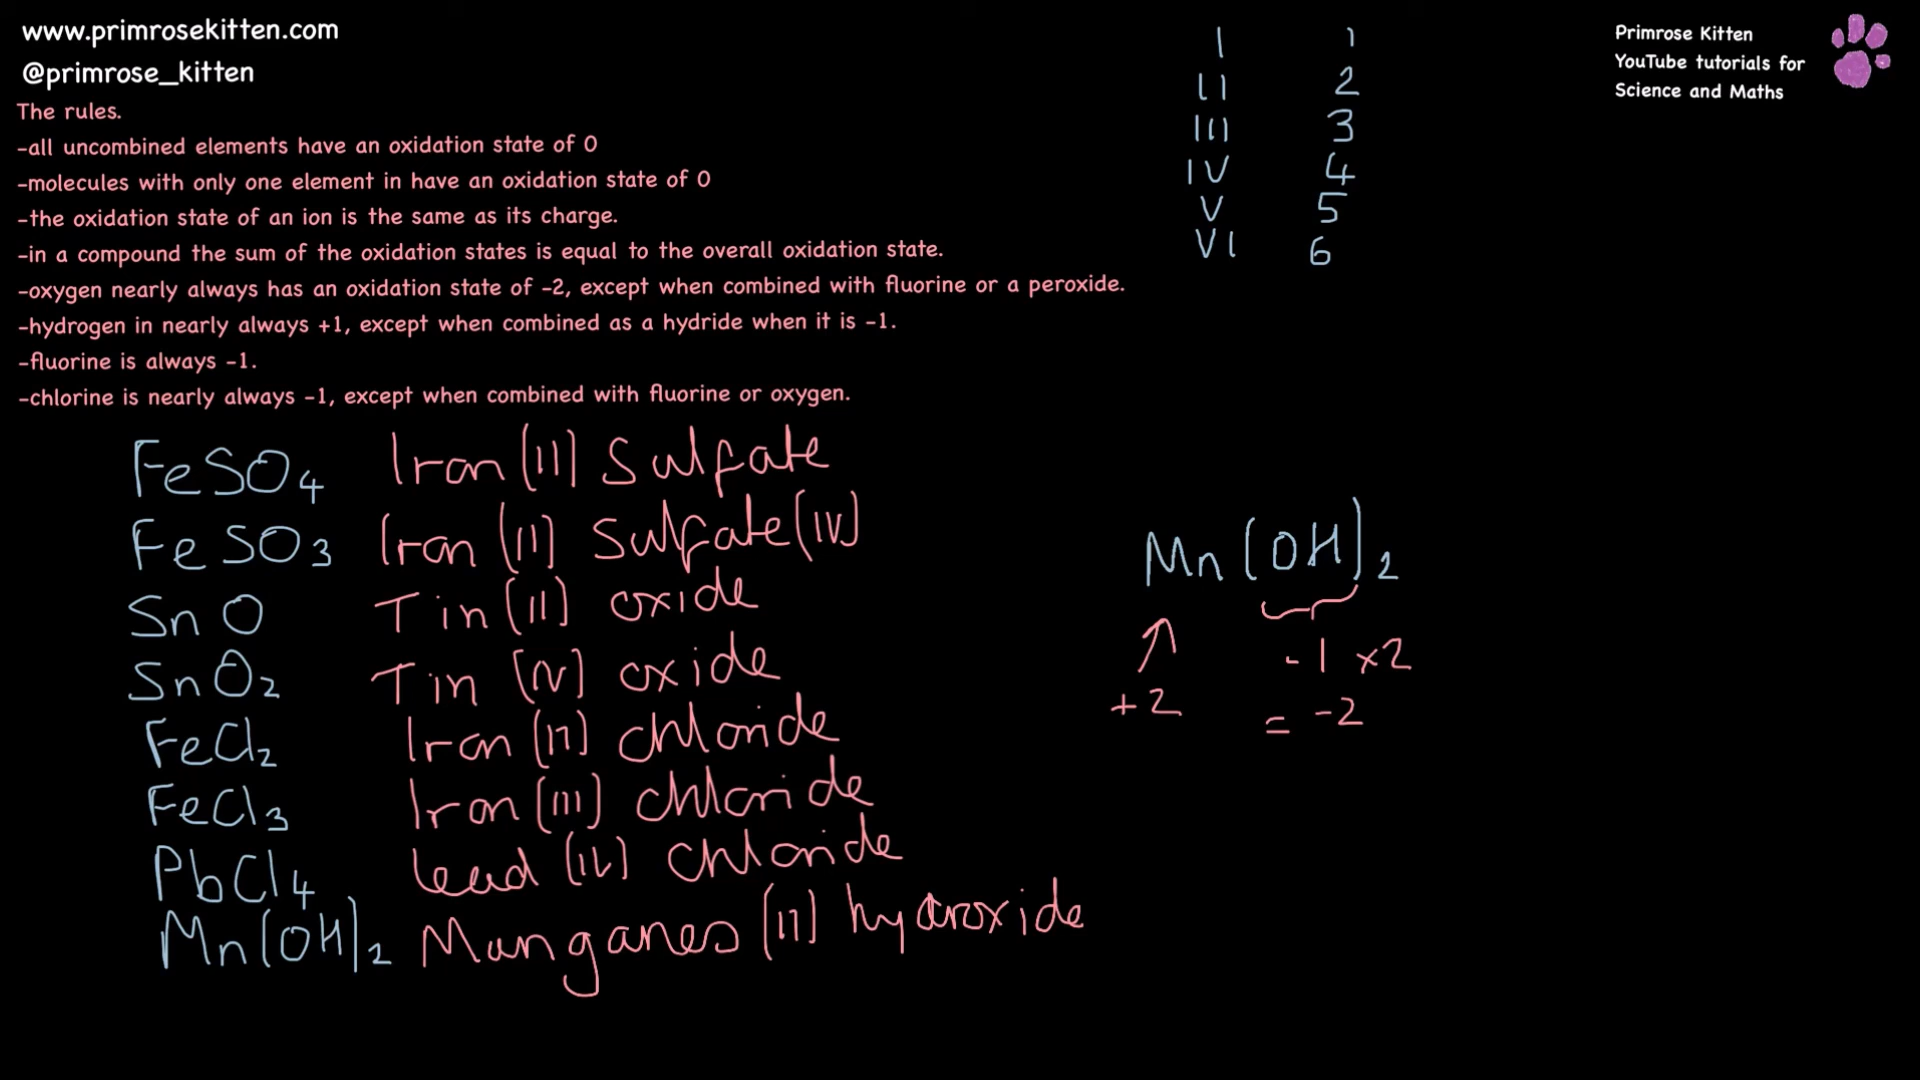 www.primrosekitten.com
@primrose_kitten
The rules.
-all uncombined elements have an oxidation state of 0
-molecules with only one element in have an oxidation state of 0
-the oxidation state of an ion is the same as its charge.
-in a compound the sum of the oxidation states is equal to the overall oxidation state.
-oxygen nearly always has an oxidation state of -2, except when combined with fluorine or a peroxide.
-hydrogen in nearly always +1, except when combined as a hydride when it is -1.
-fluorine is always -1.
-chlorine is nearly always -1, except when combined with fluorine or oxygen.
I 1
II 2
III 3
IV 4
V 5
VI 6
Primrose Kitten
YouTube tutorials for
Science and Maths
FeSO4 Iron (II) Sulfate
FeSO3 Iron (II) Sulfate (IV)
SnO Tin (II) oxide
SnO2 Tin (IV) oxide
FeCl2 Iron (II) chloride
FeCl3 Iron (III) chloride
PbCl4 lead (IV) chloride
Mn(OH)2 Manganes (II) hydroxide
Mn(OH)2
-1 ×2
+2 = -2